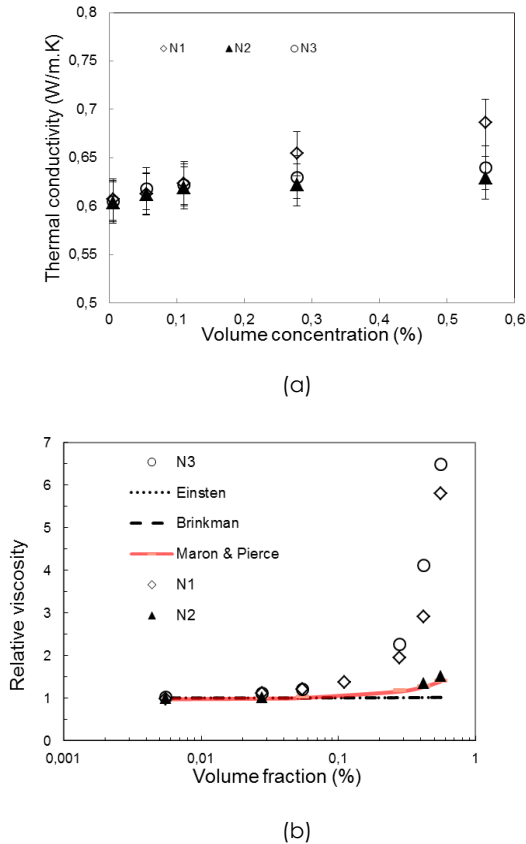 Thermal conductivity (W/m.K)
0,8
0,7
0,65
0,6
0,55
0,5
N1 N2 N3
0 0,1 0,2 0,3 0,4 0,5 0,6
Volume concentration (%)
(a)
Relative viscosity
7
6
5
4
3
2
1
0
N3
Einsten
Brinkman
Maron & Pierce
N1
N2
0,001 0,01 0,1 1
Volume fraction (%)
(b)